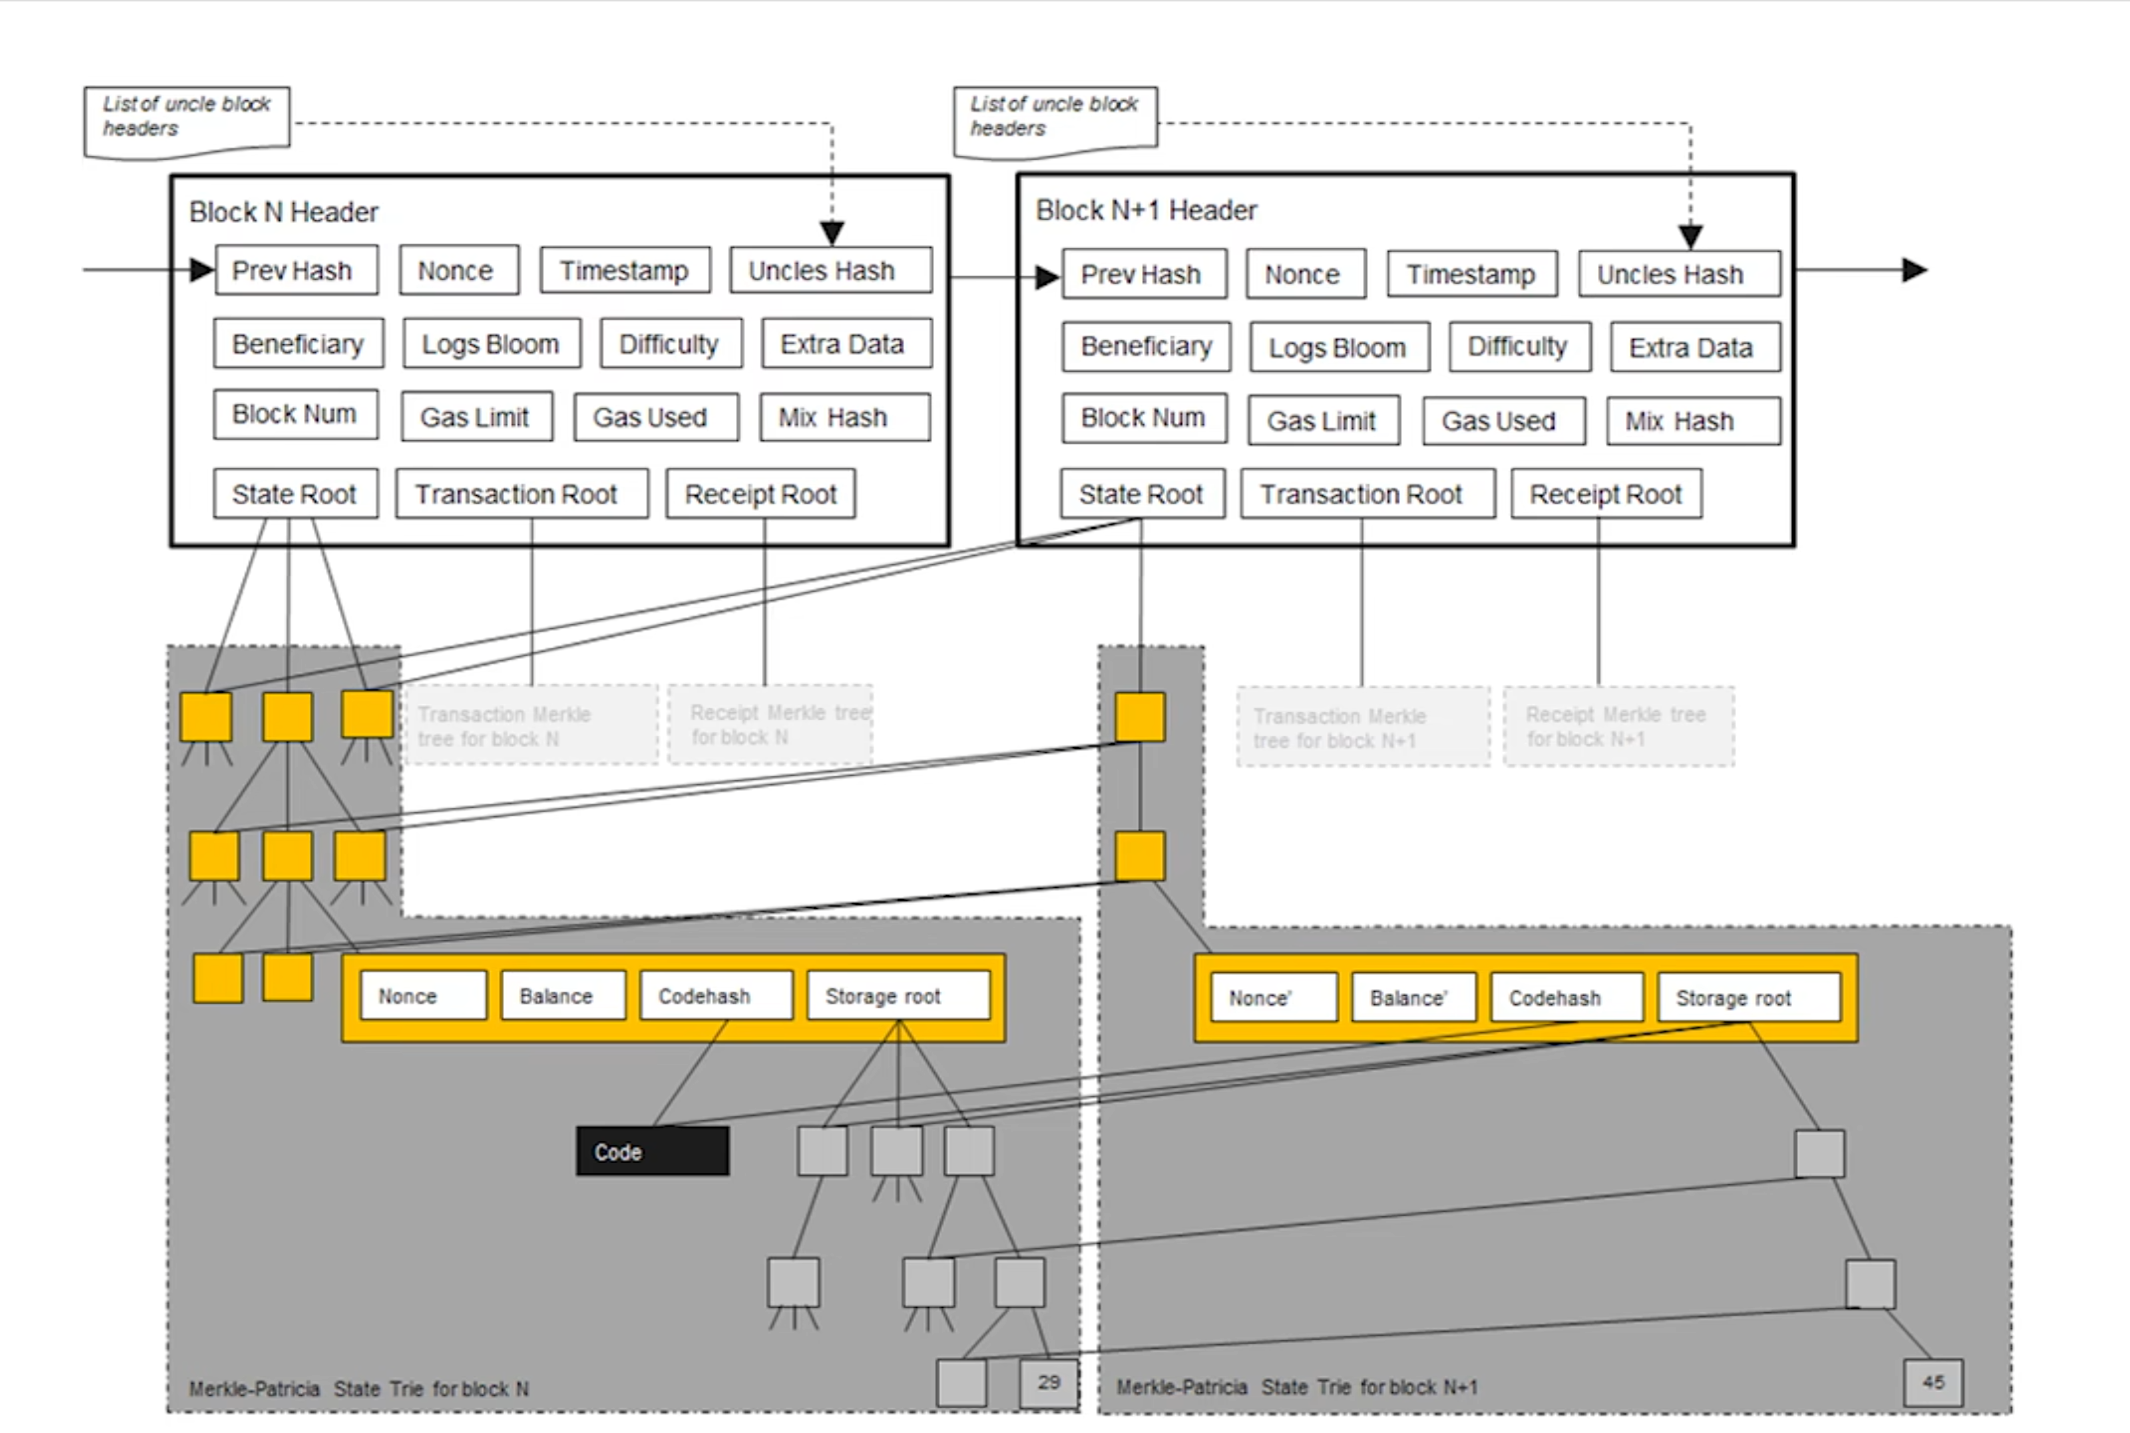 List of uncle block
headers
List of uncle block
headers
Block N Header
Prev Hash
Nonce
Timestamp
Uncles Hash
Beneficiary
Logs Bloom
Difficulty
Extra Data
Block Num
Gas Limit
Gas Used
Mix Hash
State Root
Transaction Root
Receipt Root
Block N+1 Header
Prev Hash
Nonce
Timestamp
Uncles Hash
Beneficiary
Logs Bloom
Difficulty
Extra Data
Block Num
Gas Limit
Gas Used
Mix Hash
State Root
Transaction Root
Receipt Root
Transaction Merkle
tree for block N
Receipt Merkle tree
for block N
Transaction Merkle
tree for block N+1
Receipt Merkle tree
for block N+1
Nonce
Balance
Codehash
Storage root
Nonce'
Balance'
Codehash
Storage root
Code
29
45
Merkle-Patricia State Trie for block N
Merkle-Patricia State Trie for block N+1